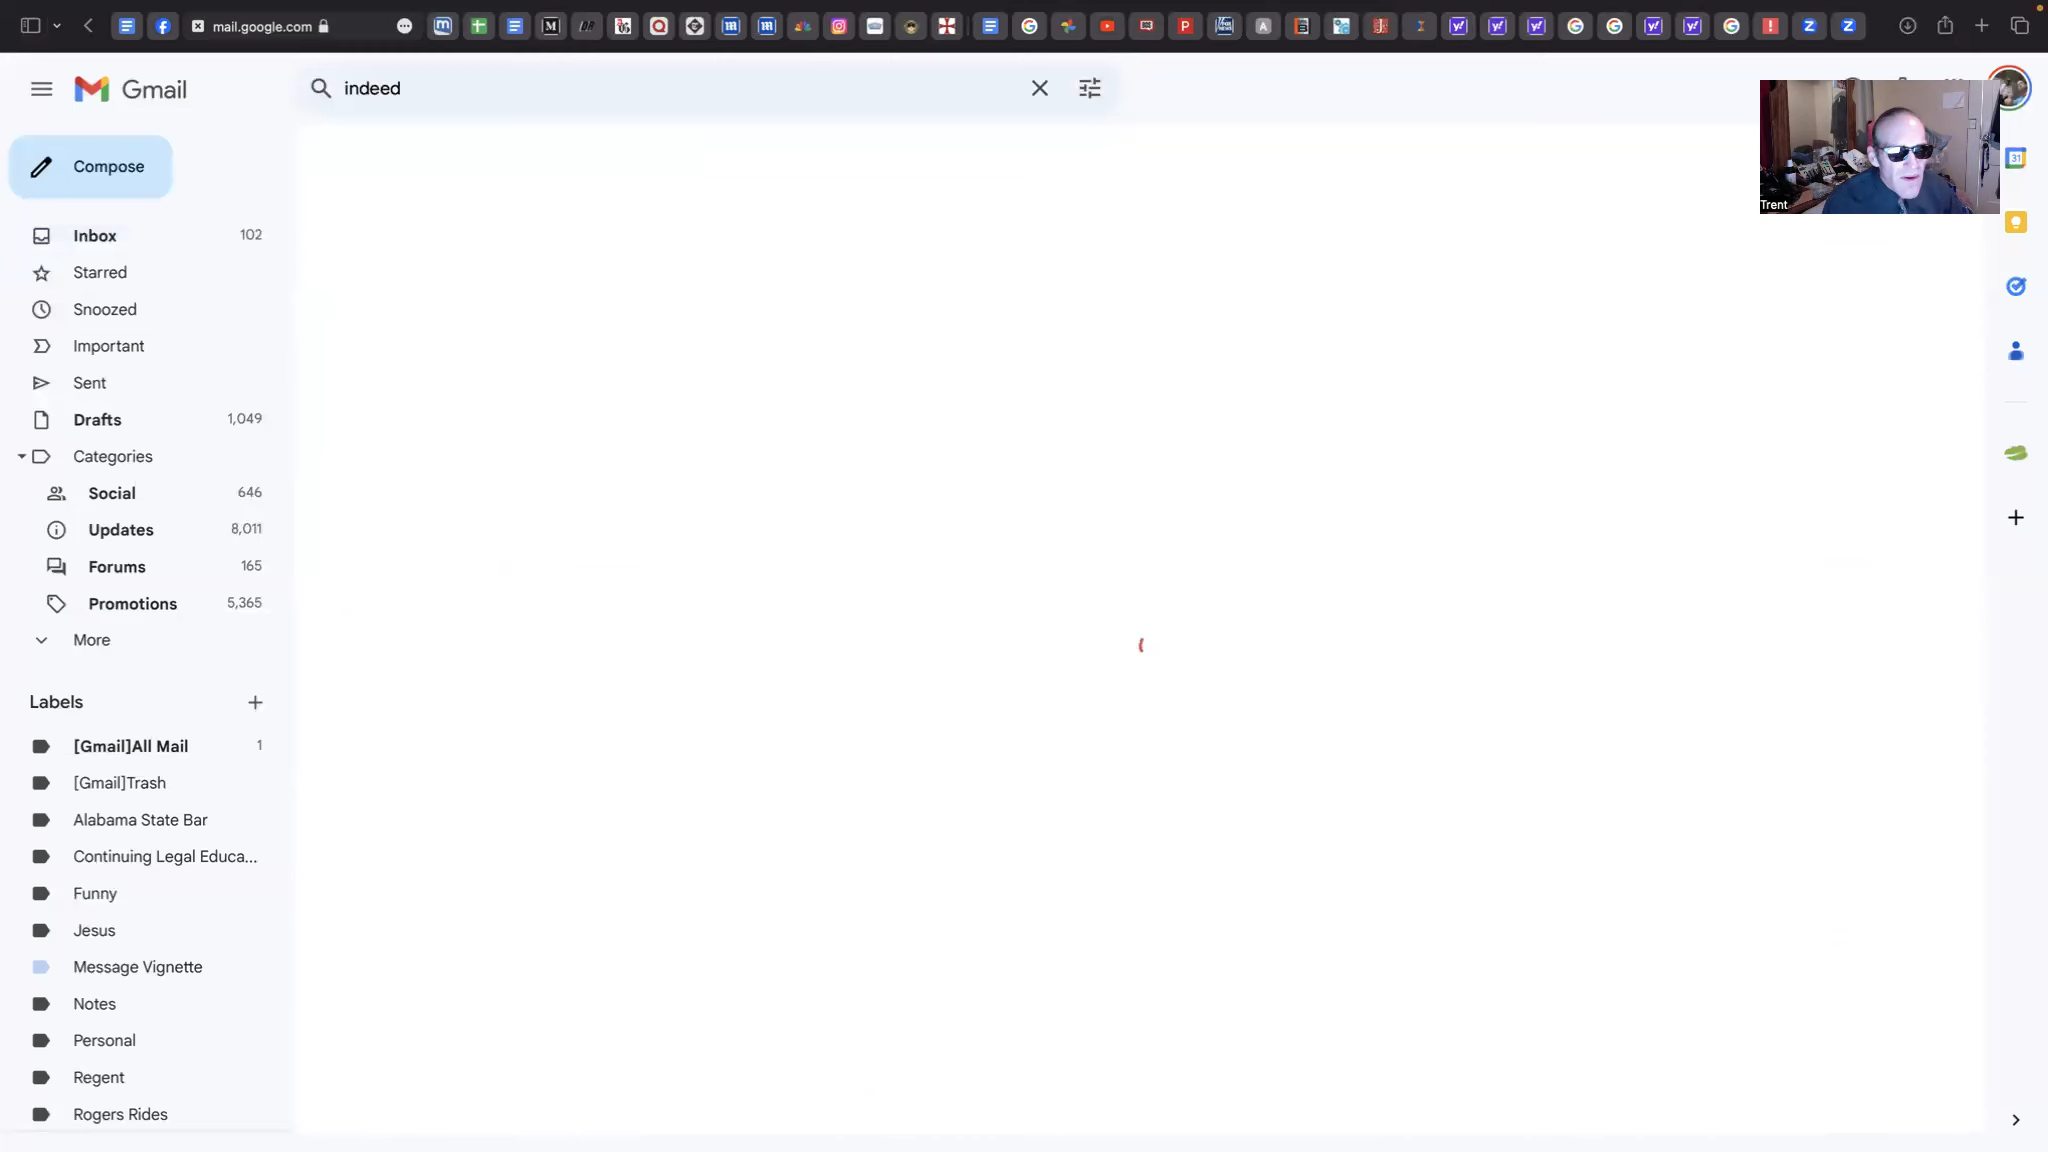 mail.google.com
Gmail
indeed
Compose
Inbox 102
Starred
Snoozed
Important
Sent
Drafts 1,049
Categories
Social 646
Updates 8,011
Forums 165
Promotions 5,365
More
Labels
[Gmail]All Mail 1
[Gmail]Trash
Alabama State Bar
Continuing Legal Educa...
Funny
Jesus
Message Vignette
Notes
Personal
Regent
Rogers Rides
Trent
31